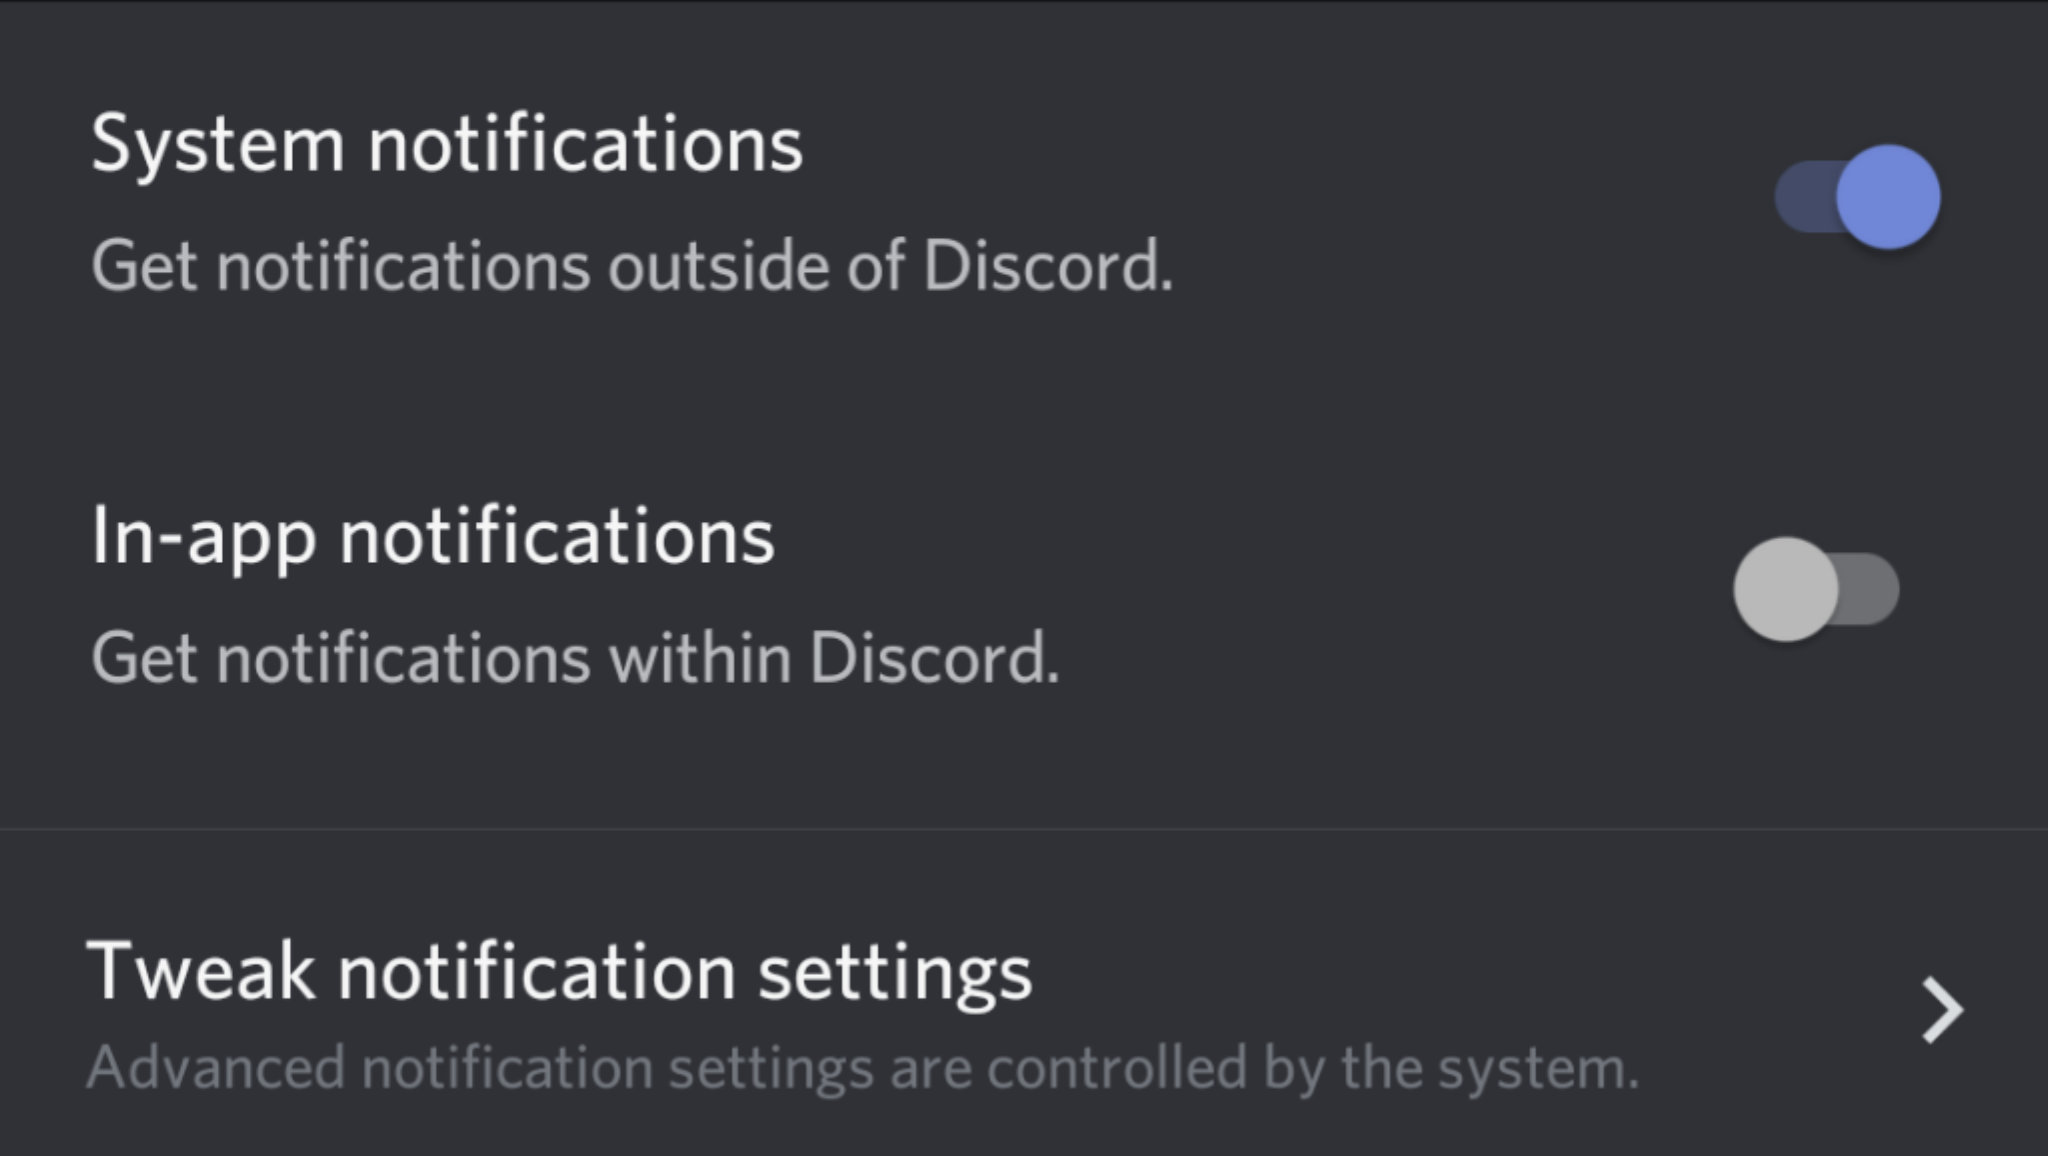 System notifications
Get notifications outside of Discord.
In-app notifications
Get notifications within Discord.
Tweak notification settings
Advanced notification settings are controlled by the system.